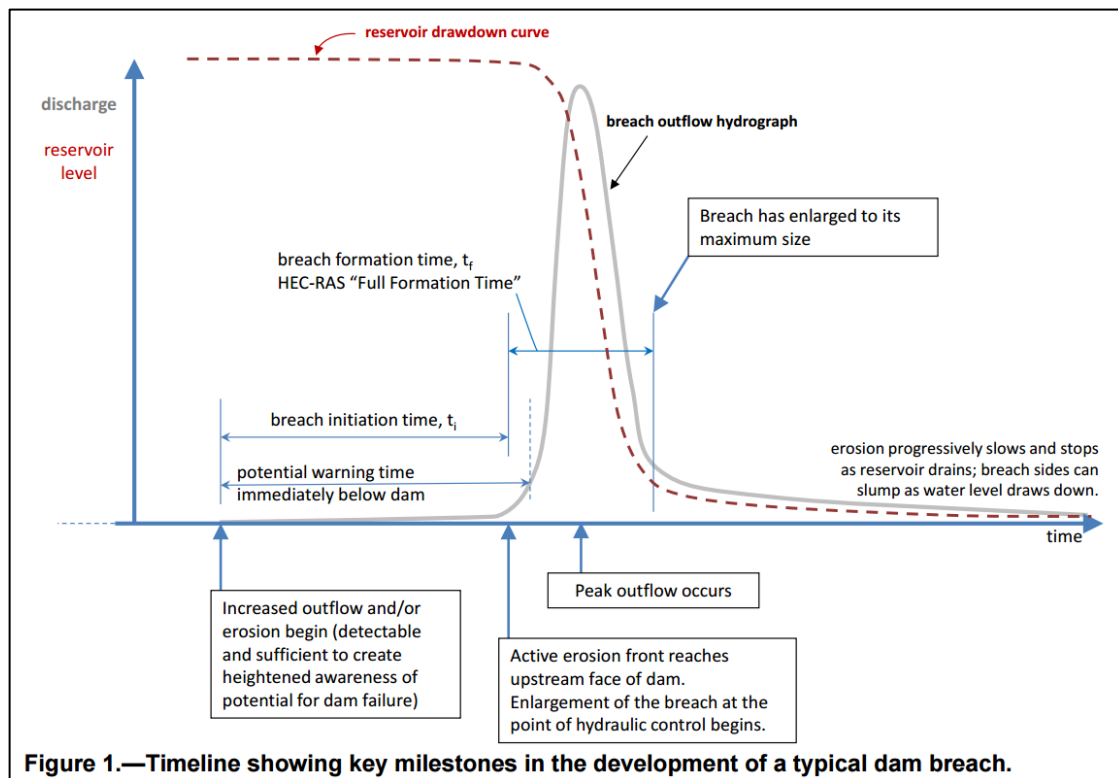 reservoir drawdown curve
discharge
reservoir
level
breach outflow hydrograph
Breach has enlarged to its
maximum size
breach formation time, tf
HEC-RAS “Full Formation Time”
breach initiation time, ti
potential warning time
immediately below dam
erosion progressively slows and stops
as reservoir drains; breach sides can
slump as water level draws down.
time
Increased outflow and/or
erosion begin (detectable
and sufficient to create
heightened awareness of
potential for dam failure)
Peak outflow occurs
Active erosion front reaches
upstream face of dam.
Enlargement of the breach at the
point of hydraulic control begins.
Figure 1.—Timeline showing key milestones in the development of a typical dam breach.